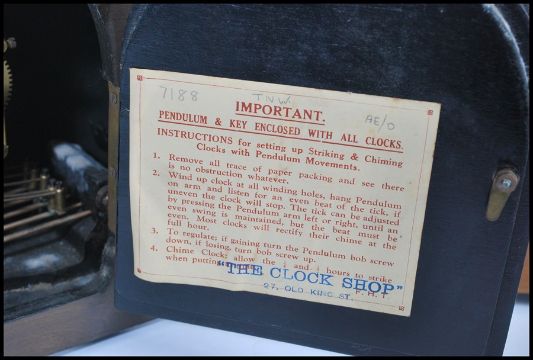 7188
TNW
AE/O
IMPORTANT.
PENDULUM & KEY ENCLOSED WITH ALL CLOCKS.
INSTRUCTIONS for setting up Striking & Chiming
Clocks with Pendulum Movements.
1. Remove all trace of paper packing and see there
is no obstruction whatever.
2. Wind up clock at all winding holes, hang Pendulum
on arm and listen for an even beat of the tick, if
uneven the clock will stop. The tick can be adjusted
by pressing the Pendulum arm left or right, until an
even swing is maintained, but the beat must be
even. Most clocks will rectify their chime at the
full hour.
3. To regulate; if gaining turn the Pendulum bob screw
down, if losing, turn bob screw up.
4. Chime Clocks; allow the ½ and hours to strike
when putting
"THE CLOCK SHOP"
27, OLD KING ST.